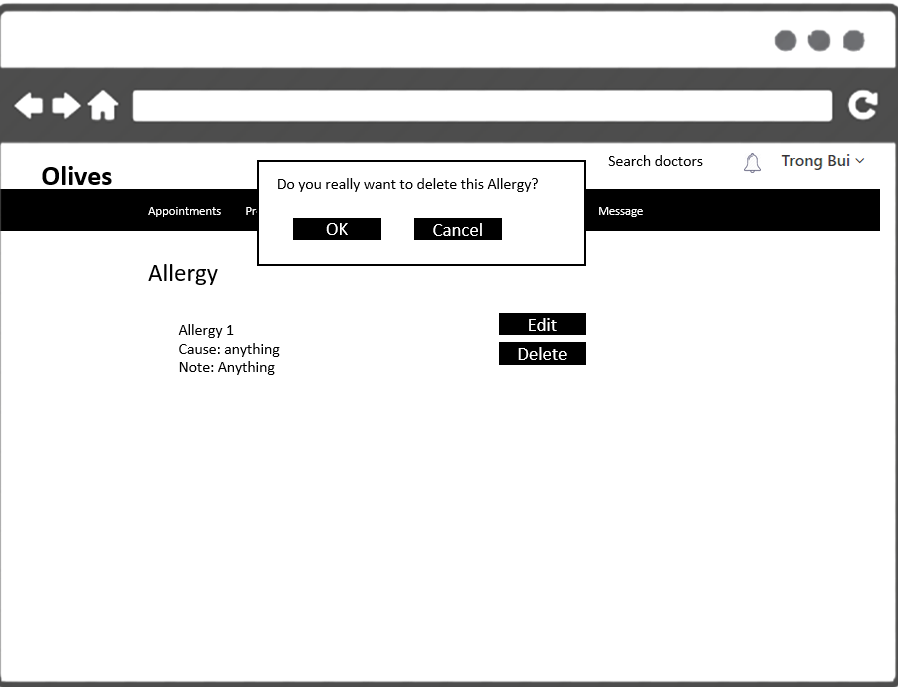 Search doctors
Trong Bui
Olives
Do you really want to delete this Allergy?
OK
Cancel
Appointments
Message
Allergy
Allergy 1
Cause: anything
Note: Anything
Edit
Delete